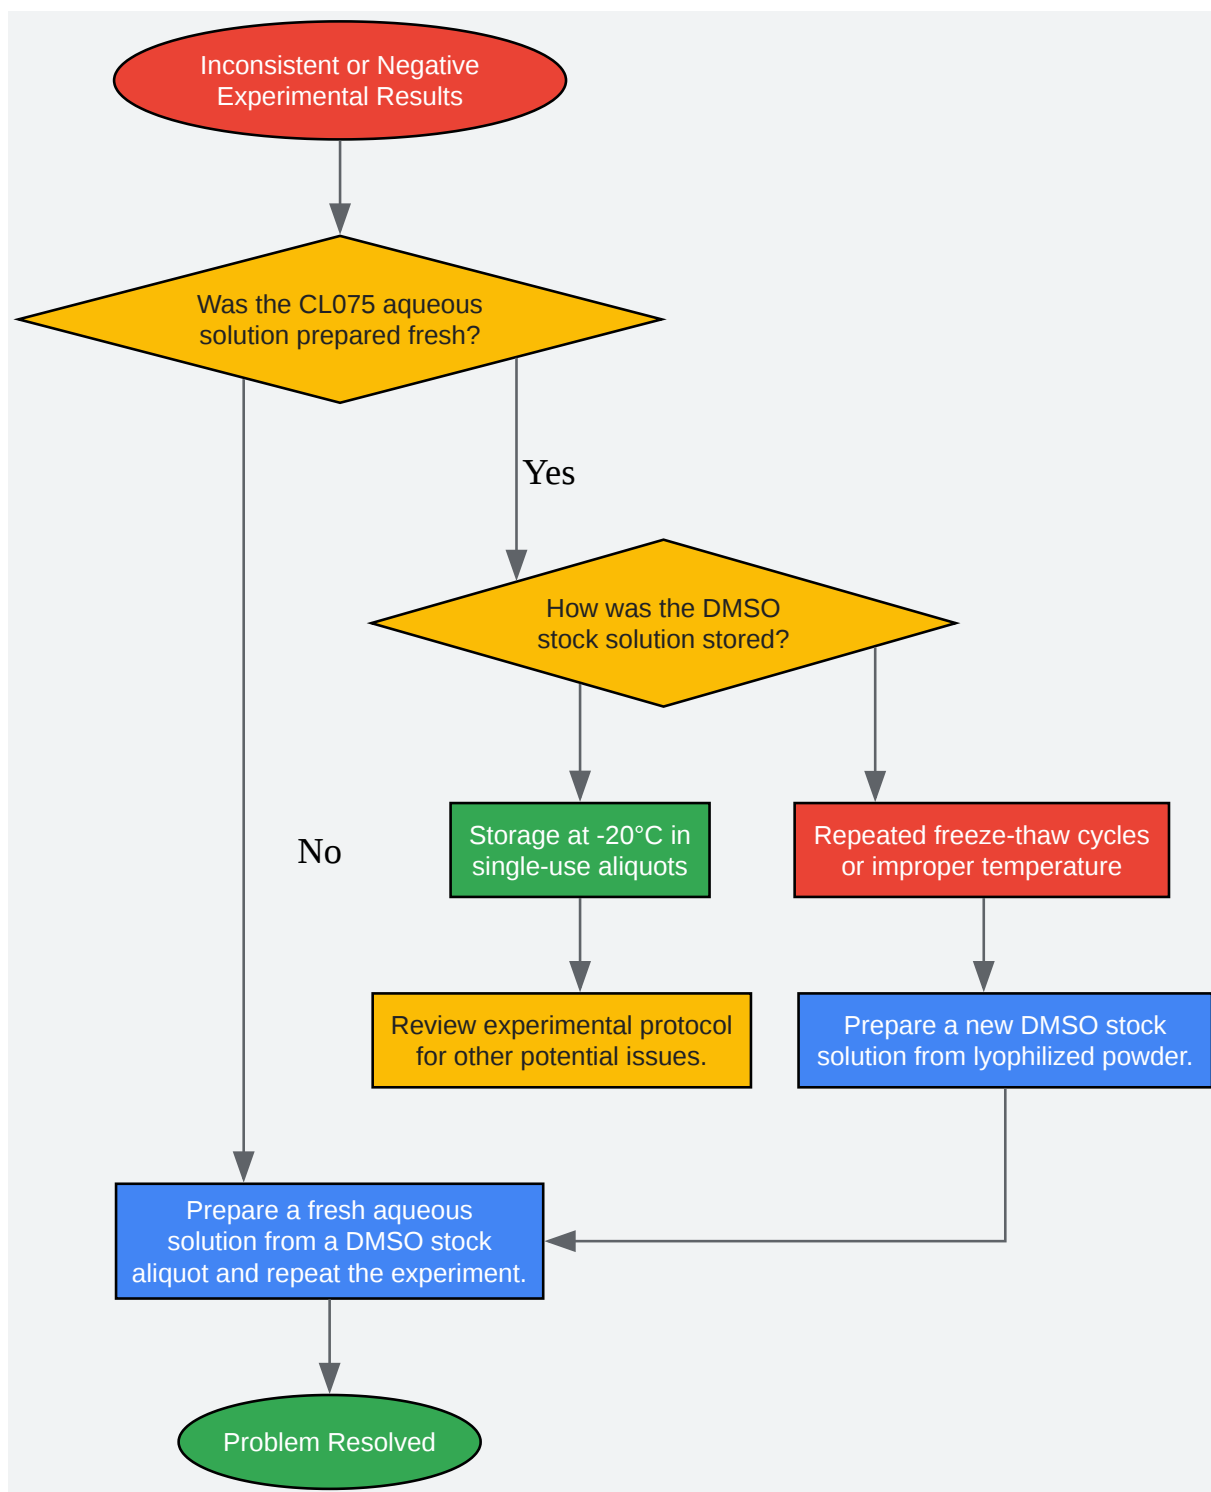 Inconsistent or Negative
Experimental Results
Was the CL075 aqueous
solution prepared fresh?
Yes
How was the DMSO
stock solution stored?
No
Storage at -20°C in
single-use aliquots
Repeated freeze-thaw cycles
or improper temperature
Review experimental protocol
for other potential issues.
Prepare a new DMSO stock
solution from lyophilized powder.
Prepare a fresh aqueous
solution from a DMSO stock
aliquot and repeat the experiment.
Problem Resolved